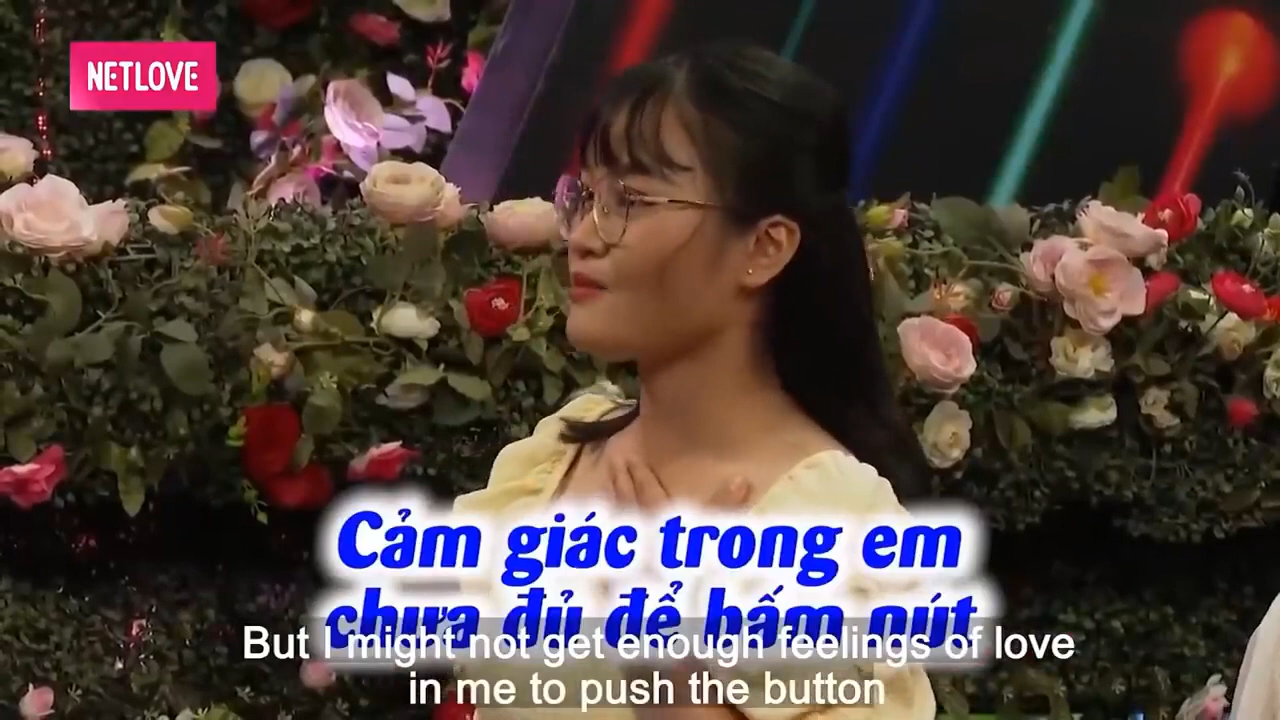 NETLOVE
Cảm giác trong em
chưa đủ để bấm nút
But I might not get enough feelings of love
in me to push the button